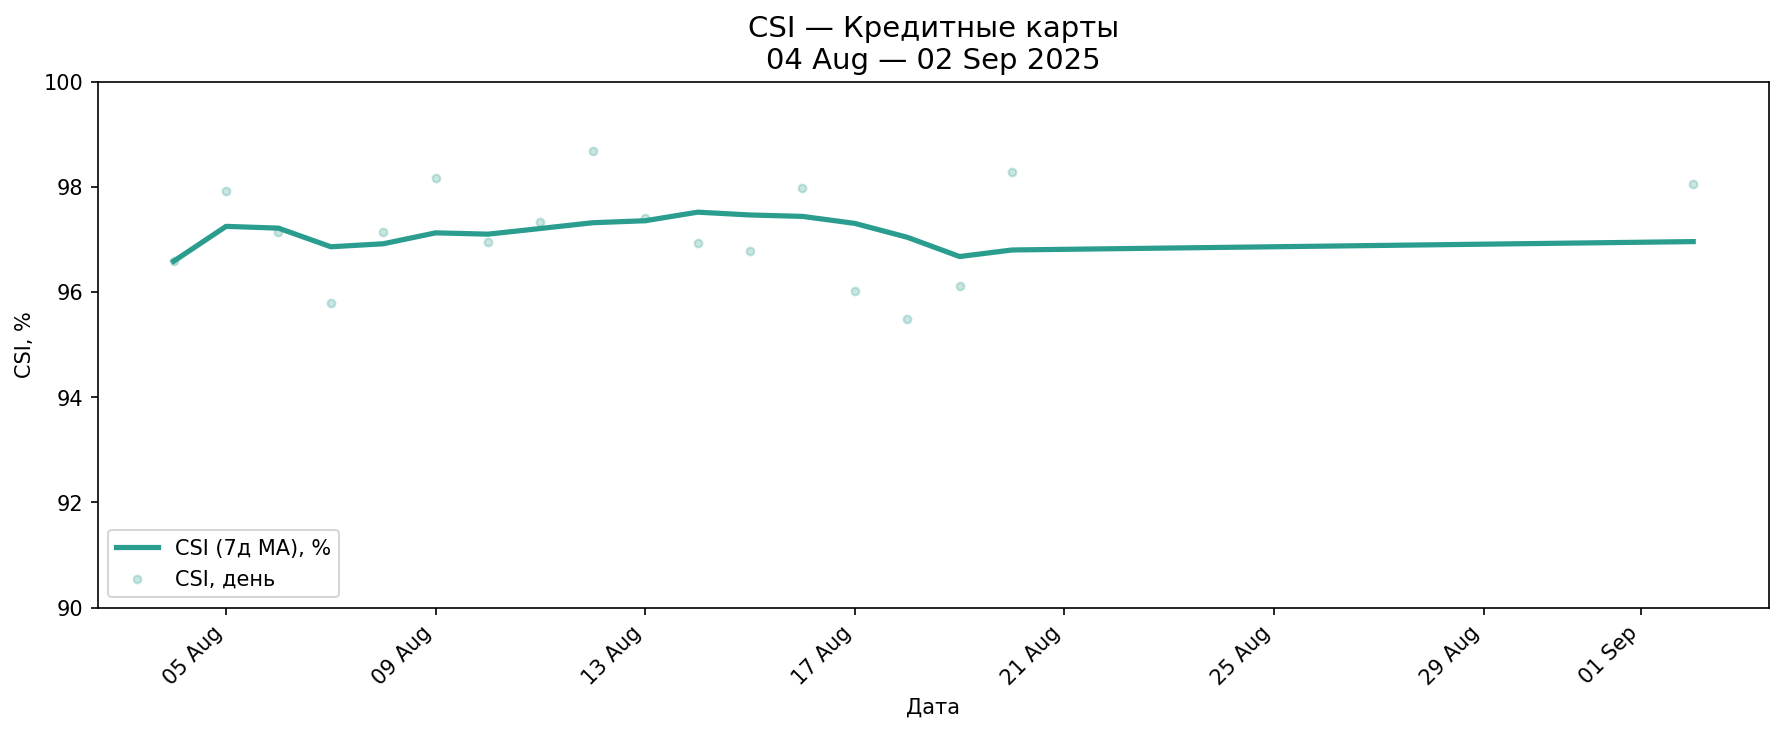 CSI — Кредитные карты
04 Aug — 02 Sep 2025
100
98
96
94
92
90
CSI, %
CSI (7д MA), %
CSI, день
05 Aug
09 Aug
13 Aug
17 Aug
21 Aug
25 Aug
29 Aug
01 Sep
Дата